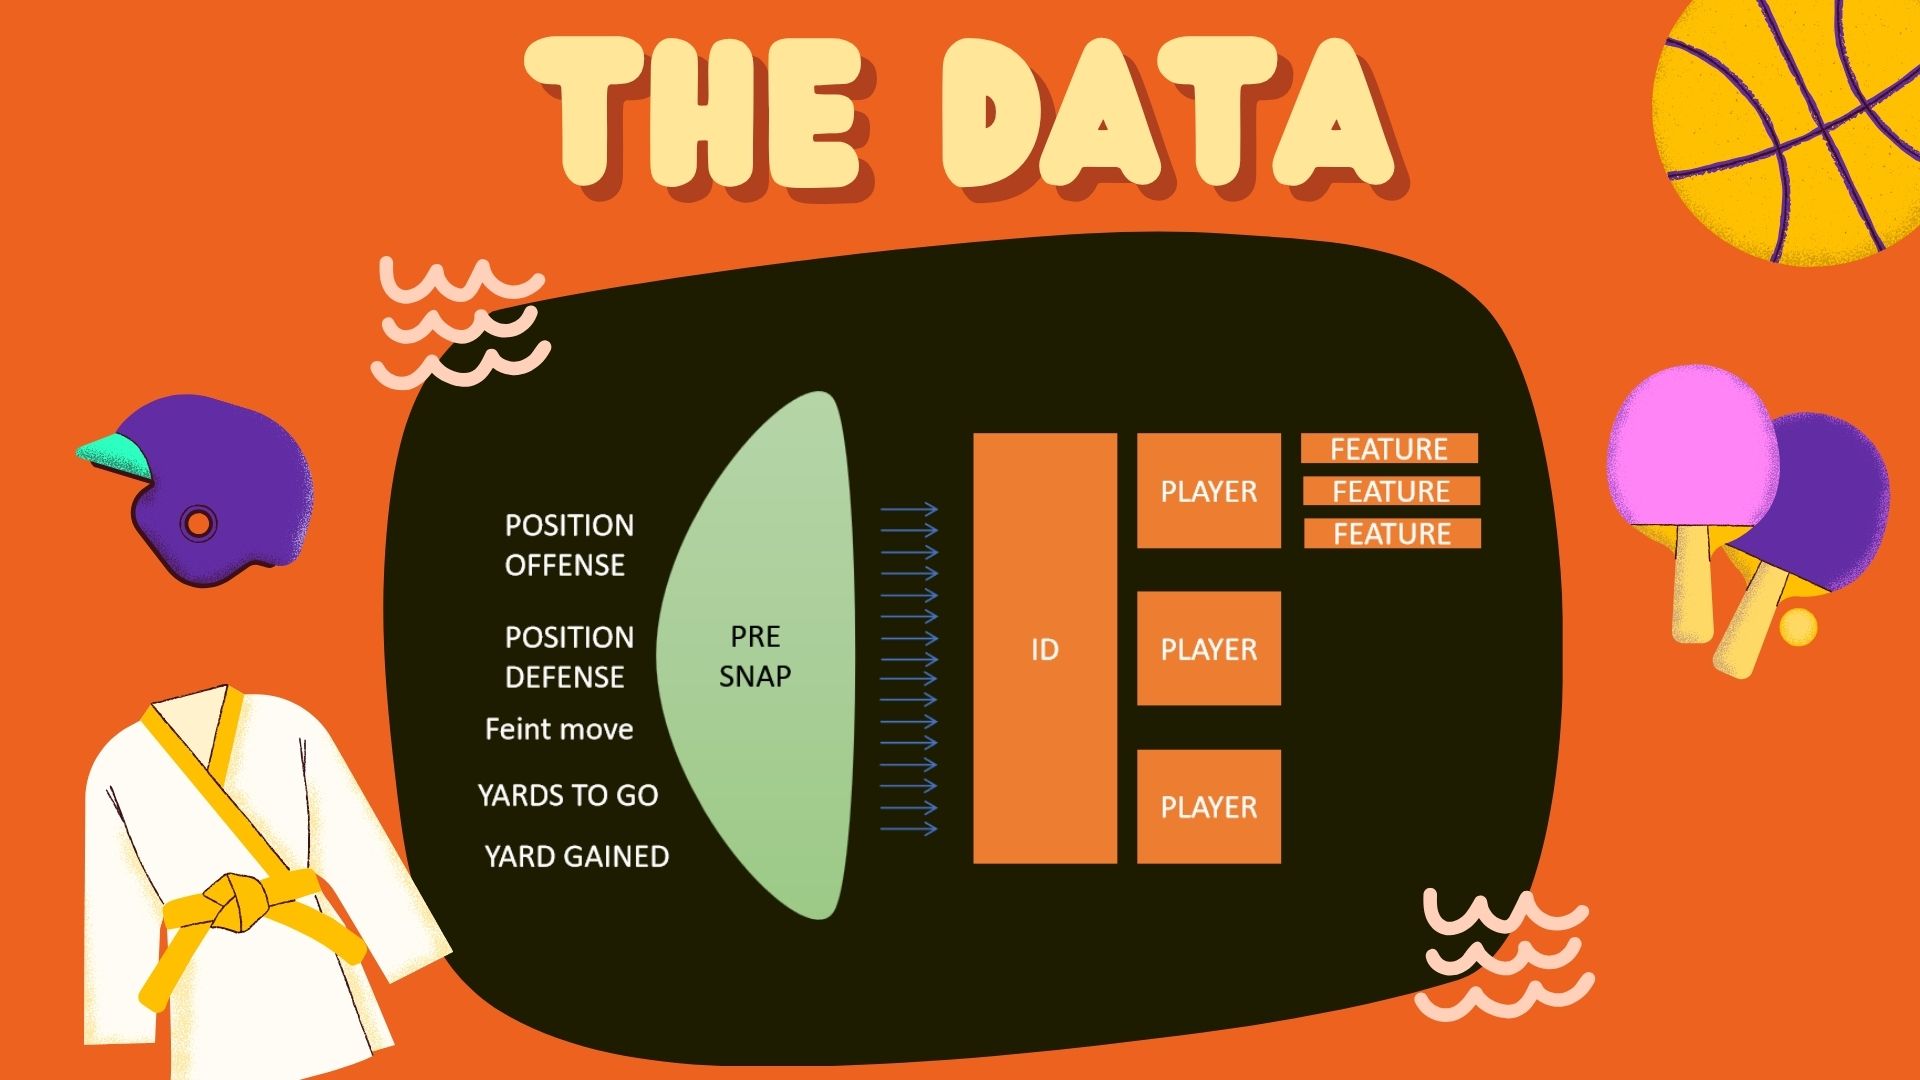 THE DATA
POSITION
OFFENSE
POSITION
DEFENSE
Feint move
YARDS TO GO
YARD GAINED
PRE
SNAP
ID
PLAYER
PLAYER
PLAYER
FEATURE
FEATURE
FEATURE